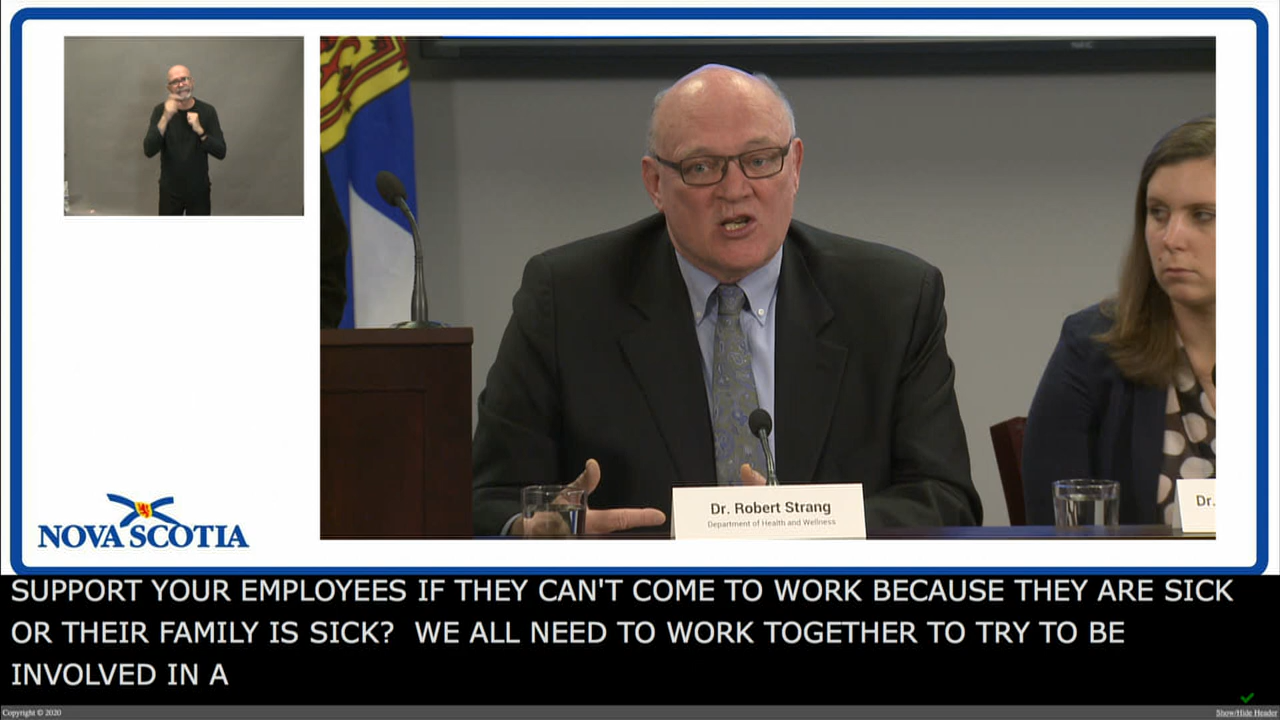 Dr. Robert Strang
Department of Health and Wellness
Dr.
NOVA SCOTIA
SUPPORT YOUR EMPLOYEES IF THEY CAN'T COME TO WORK BECAUSE THEY ARE SICK
OR THEIR FAMILY IS SICK?  WE ALL NEED TO WORK TOGETHER TO TRY TO BE
INVOLVED IN A
Copyright © 2020
Show/Hide Header